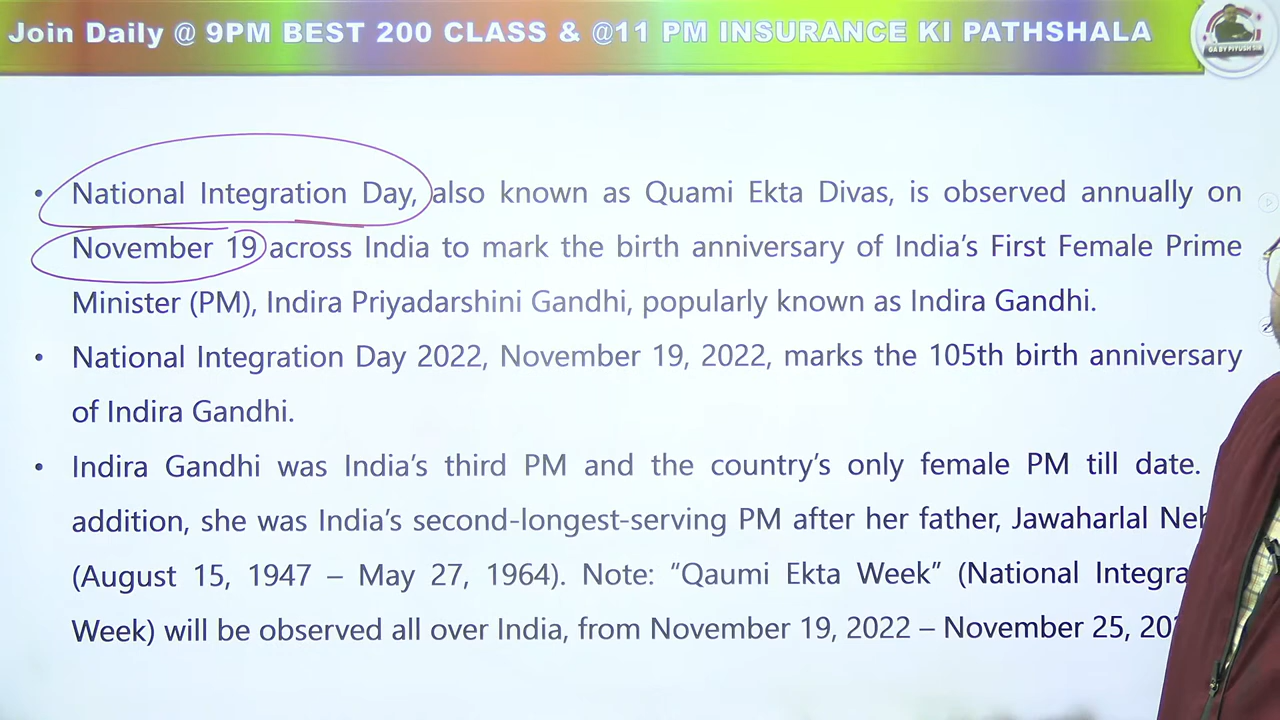 Join Daily @ 9PM BEST 200 CLASS & @11 PM INSURANCE KI PATHSHALA
GA BY PIYUSH SIR
• National Integration Day, also known as Quami Ekta Divas, is observed annually on
November 19 across India to mark the birth anniversary of India's First Female Prime
Minister (PM), Indira Priyadarshini Gandhi, popularly known as Indira Gandhi.
• National Integration Day 2022, November 19, 2022, marks the 105th birth anniversary
of Indira Gandhi.
• Indira Gandhi was India's third PM and the country's only female PM till date.
addition, she was India's second-longest-serving PM after her father, Jawaharlal
(August 15, 1947 – May 27, 1964). Note: "Qaumi Ekta Week" (National
Week) will be observed all over India, from November 19, 2022 – November 25,